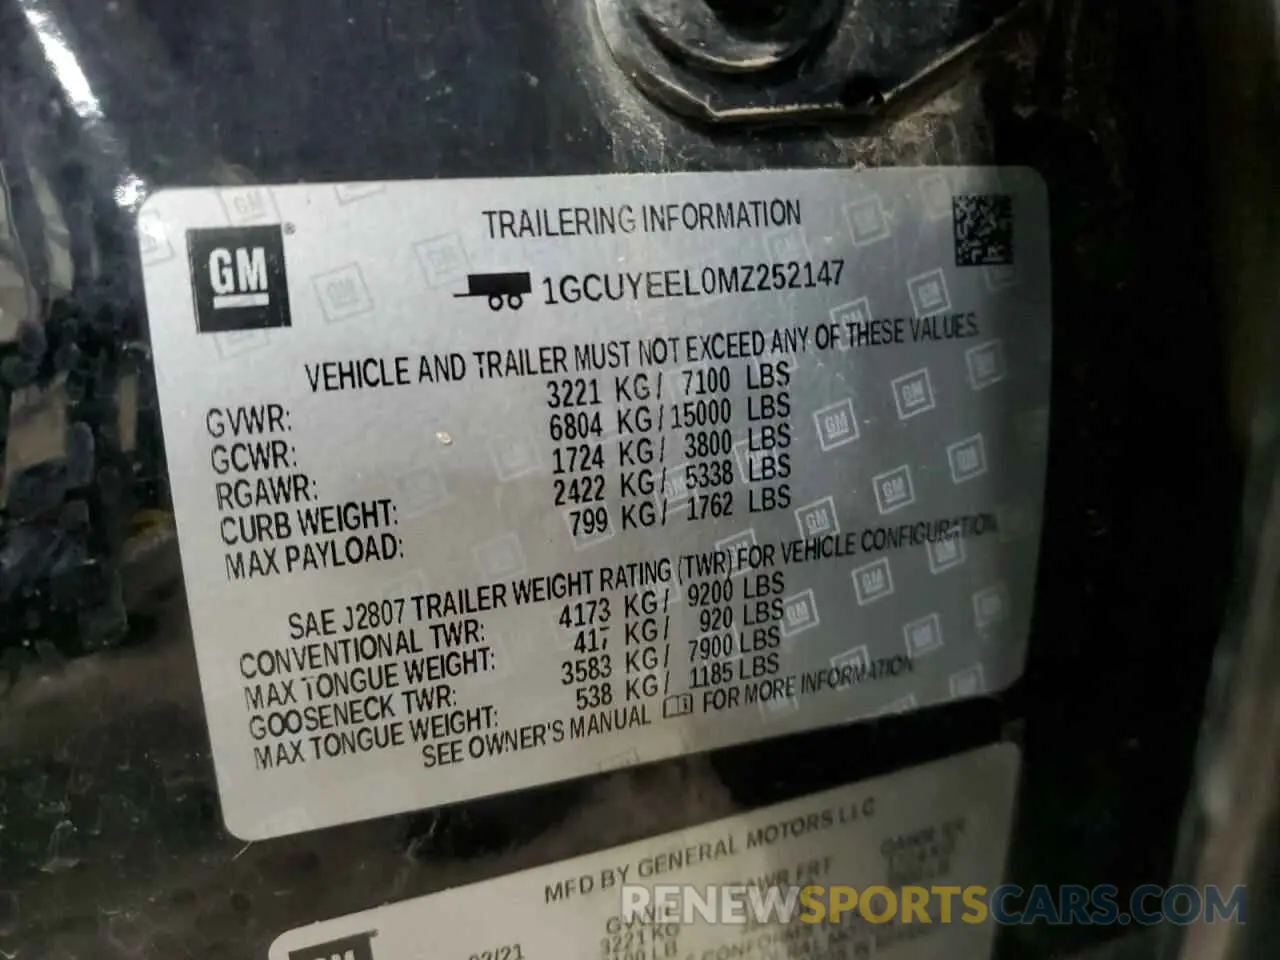 GM
TRAILERING INFORMATION
1GCUYEEL0MZ252147
VEHICLE AND TRAILER MUST NOT EXCEED ANY OF THESE VALUES
GVWR: 3221 KG/ 7100 LBS
GCWR: 6804 KG/ 15000 LBS
RGAWR: 1724 KG/ 3800 LBS
CURB WEIGHT: 2422 KG/ 5338 LBS
MAX PAYLOAD: 799 KG/ 1762 LBS
SAE J2807 TRAILER WEIGHT RATING (TWR) FOR VEHICLE CONFIGURATION
CONVENTIONAL TWR: 4173 KG/ 9200 LBS
MAX TONGUE WEIGHT: 417 KG/ 920 LBS
GOOSENECK TWR: 3583 KG/ 7900 LBS
MAX TONGUE WEIGHT: 538 KG/ 1185 LBS
SEE OWNER'S MANUAL FOR MORE INFORMATION
MFD BY GENERAL MOTORS LLC
GM
GVWR
3221 KG
RENEWSPORTSCARS.COM